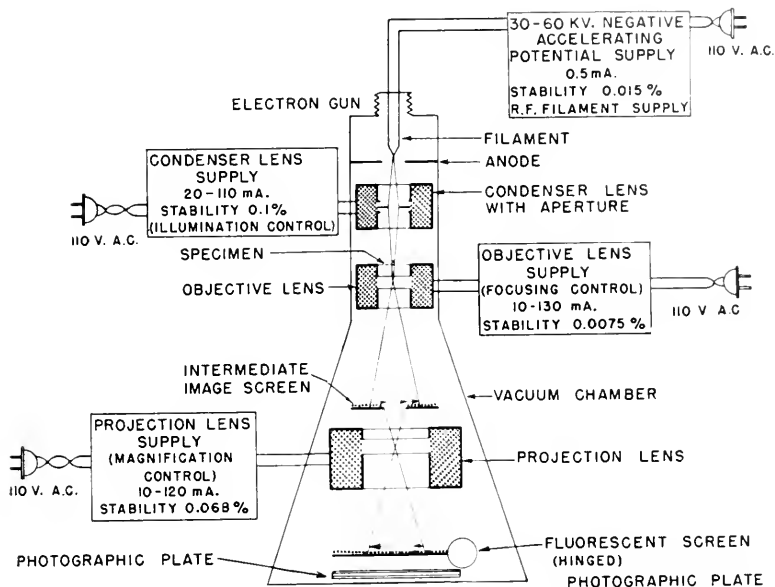 30-60 KV. NEGATIVE
ACCELERATING
POTENTIAL SUPPLY
0.5 mA.
STABILITY 0.015 %
R.F. FILAMENT SUPPLY
110 V. A.C.
ELECTRON GUN
FILAMENT
ANODE
CONDENSER LENS
SUPPLY
20-110 mA.
STABILITY 0.1%
(ILLUMINATION CONTROL)
110 V. A.C.
CONDENSER LENS
WITH APERTURE
SPECIMEN
OBJECTIVE LENS
OBJECTIVE LENS
SUPPLY
(FOCUSING CONTROL)
10-130 mA.
STABILITY 0.0075 %
110 V. A.C
INTERMEDIATE
IMAGE SCREEN
VACUUM CHAMBER
PROJECTION LENS
SUPPLY
(MAGNIFICATION
CONTROL)
10-120 mA.
STABILITY 0.068 %
110 V. A.C.
PROJECTION LENS
FLUORESCENT SCREEN
(HINGED)
PHOTOGRAPHIC PLATE
PHOTOGRAPHIC PLATE